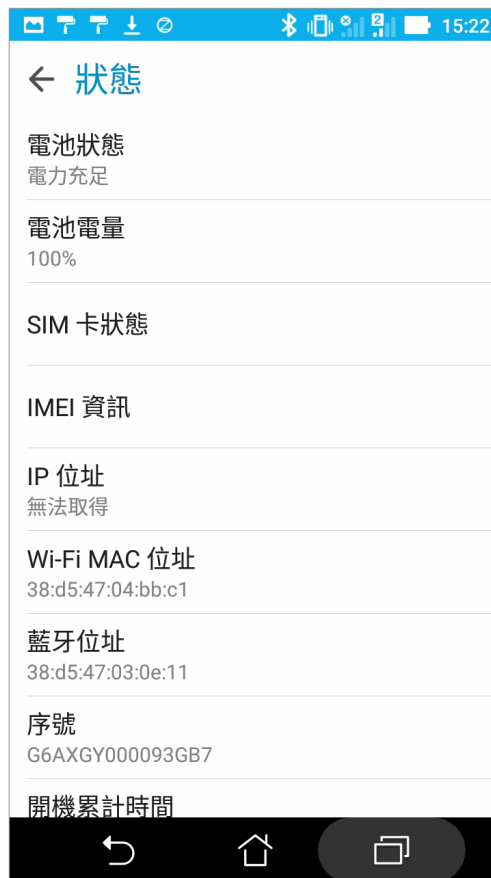 15:22
狀態
電池狀態
電力充足
電池電量
100%
SIM 卡狀態
IMEI 資訊
IP 位址
無法取得
Wi-Fi MAC 位址
38:d5:47:04:bb:c1
藍牙位址
38:d5:47:03:0e:11
序號
G6AXGY000093GB7
開機累計時間